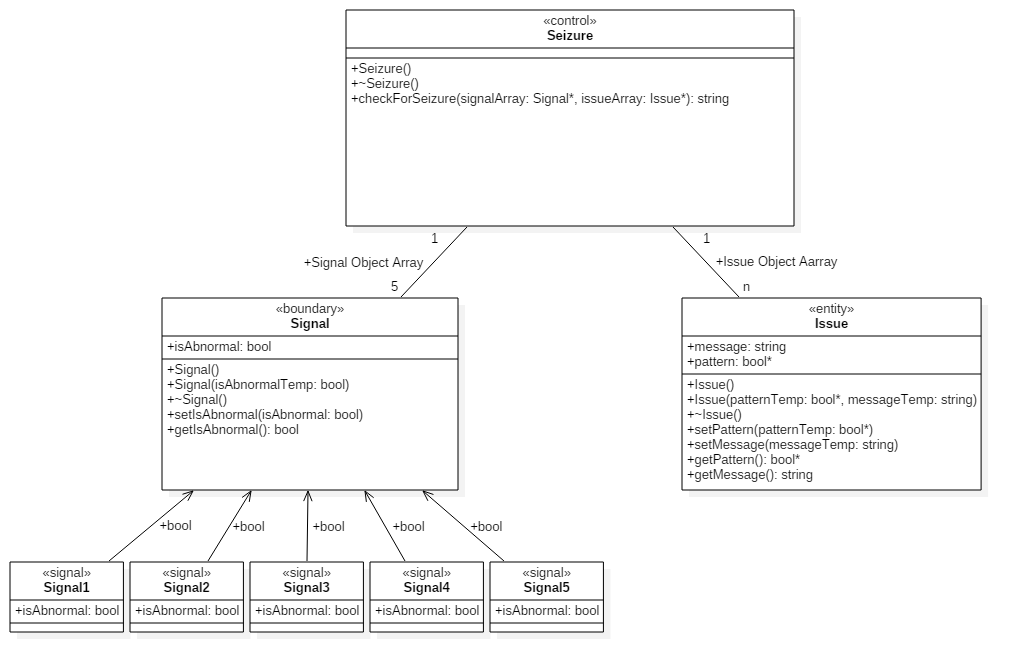 «control»
Seizure
+Seizure()
+~Seizure()
+checkForSeizure(signalArray: Signal*, issueArray: Issue*): string
1
1
+Signal Object Array
+Issue Object Aarray
5
n
«boundary»
Signal
+isAbnormal: bool
+Signal()
+Signal(isAbnormalTemp: bool)
+~Signal()
+setIsAbnormal(isAbnormal: bool)
+getIsAbnormal(): bool
«entity»
Issue
+message: string
+pattern: bool*
+Issue()
+Issue(patternTemp: bool*, messageTemp: string)
+~Issue()
+setPattern(patternTemp: bool*)
+setMessage(messageTemp: string)
+getPattern(): bool*
+getMessage(): string
+bool
+bool
+bool
+bool
+bool
«signal»
Signal1
+isAbnormal: bool
«signal»
Signal2
+isAbnormal: bool
«signal»
Signal3
+isAbnormal: bool
«signal»
Signal4
+isAbnormal: bool
«signal»
Signal5
+isAbnormal: bool